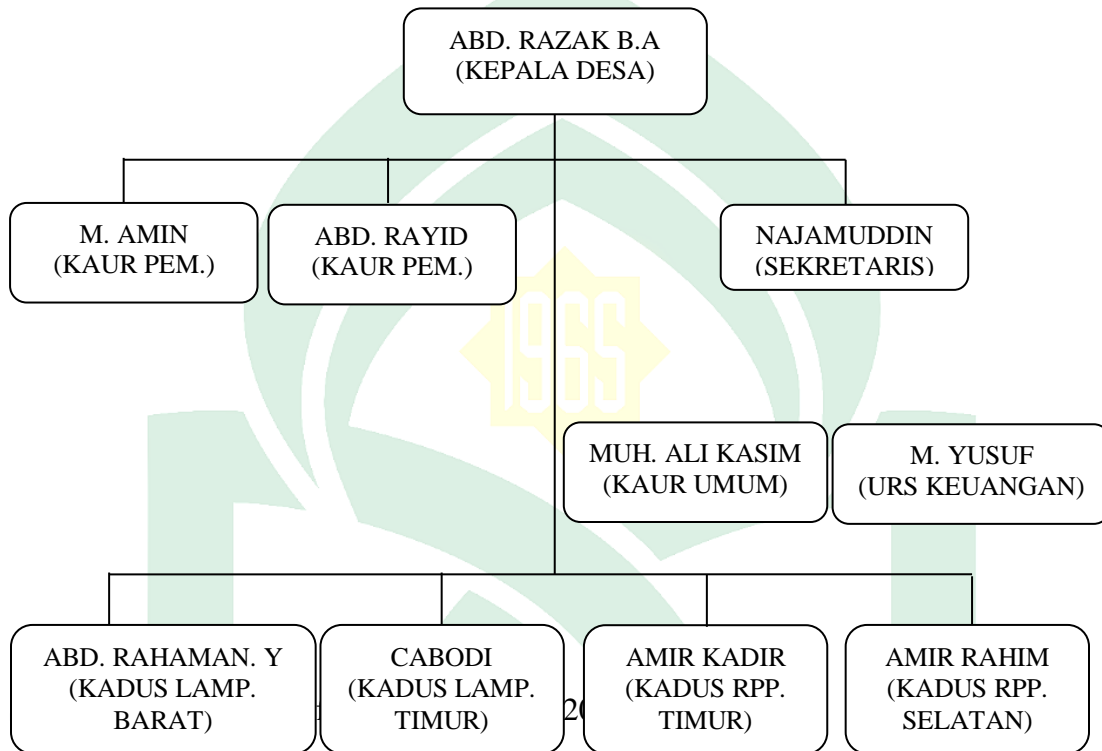 ABD. RAZAK B.A
(KEPALA DESA)
M. AMIN
(KAUR PEM.)
ABD. RAYID
(KAUR PEM.)
NAJAMUDDIN
(SEKRETARIS)
1965
MUH. ALI KASIM
(KAUR UMUM)
M. YUSUF
(URS KEUANGAN)
ABD. RAHAMAN. Y
(KADUS LAMP.
BARAT)
CABODI
(KADUS LAMP.
TIMUR)
AMIR KADIR
(KADUS RPP.
TIMUR)
AMIR RAHIM
(KADUS RPP.
SELATAN)